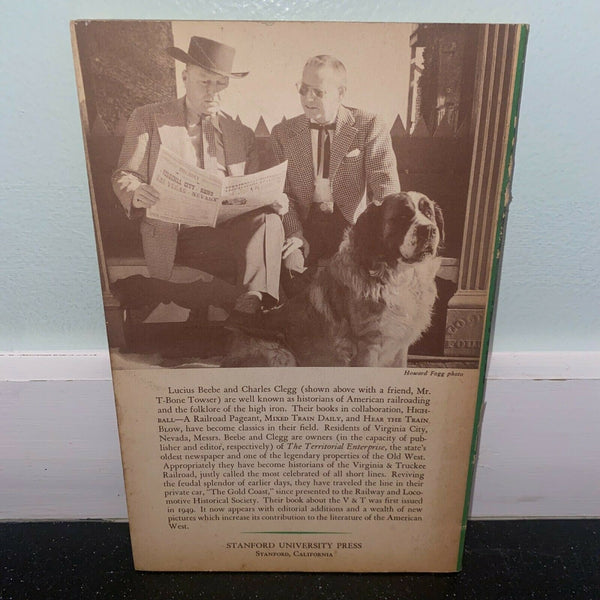 VIRGINIA CITY, RENO
LAS VEGAS - NEVADA
Howard Fogg photo
Lucius Beebe and Charles Clegg (shown above with a friend, Mr.
T-Bone Towser) are well known as historians of American railroading
and the folklore of the high iron. Their books in collaboration, HIGH-
BALL—A Railroad Pageant, MIXED TRAIN DAILY, and HEAR THE TRAIN
BLOW, have become classics in their field. Residents of Virginia City,
Nevada, Messrs. Beebe and Clegg are owners (in the capacity of pub-
lisher and editor, respectively) of The Territorial Enterprise, the state's
oldest newspaper and one of the legendary properties of the Old West.
Appropriately they have become historians of the Virginia & Truckee
Railroad, justly called the most celebrated of all short lines. Reviving
the feudal splendor of earlier days, they have traveled the line in their
private car, "The Gold Coast," since presented to the Railway and Loco-
motive Historical Society. Their book about the V & T was first issued
in 1949. It now appears with editorial additions and a wealth of new
pictures which increase its contribution to the literature of the American
West.
STANFORD UNIVERSITY PRESS
STANFORD, CALIFORNIA